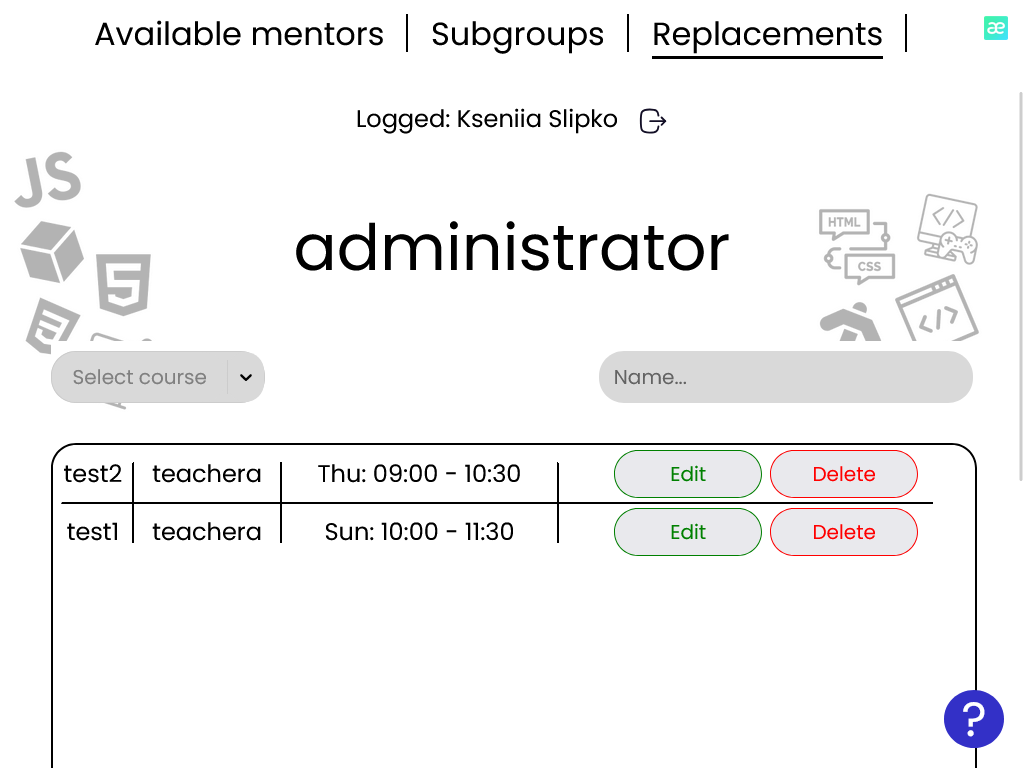 Available mentors Subgroups Replacements
æ
Logged: Kseniia Slipko
JS
administrator
HTML
</>
CSS
5
</>
Select course
Name...
test2 teachera Thu: 09:00 - 10:30 Edit Delete
test1 teachera Sun: 10:00 - 11:30 Edit Delete
?